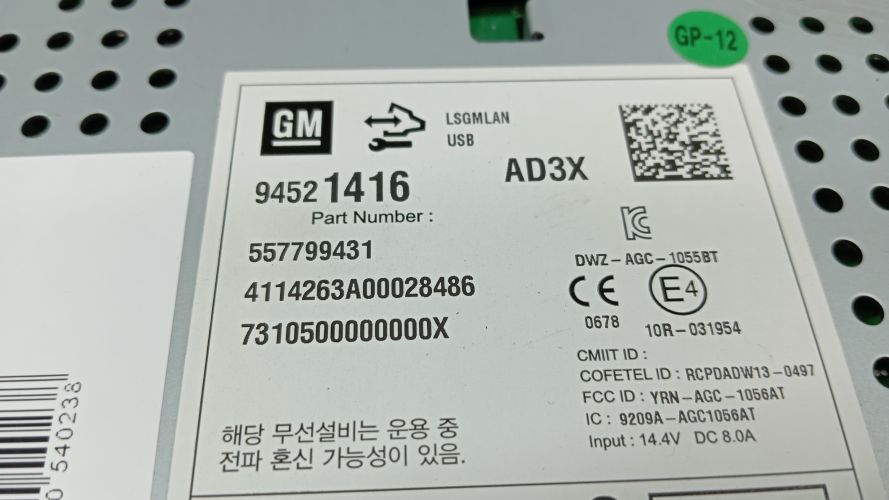 GP-12
GM
LSGMLAN
USB
94521416
AD3X
Part Number :
557799431
4114263A00028486
7310500000000X
DWZ-AGC-1055BT
CE
E4
0678
10R-031954
CMIIT ID :
COFETEL ID : RCPDADW13-0497
FCC ID : YRN-AGC-1056AT
IC : 9209A-AGC1056AT
Input : 14.4V DC 8.0A
해당 무선설비는 운용 중
전파 혼신 가능성이 있음.
0 540238